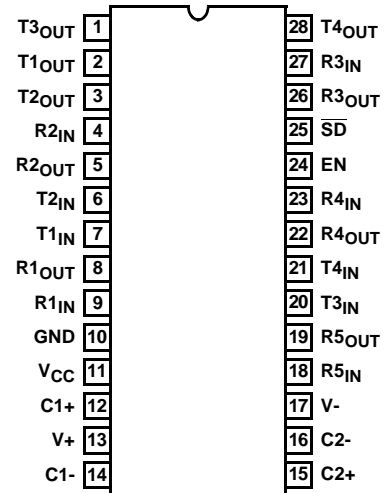 T3OUT 1 28 T4OUT
T1OUT 2 27 R3IN
T2OUT 3 26 R3OUT
R2IN 4 25 SD
R2OUT 5 24 EN
T2IN 6 23 R4IN
T1IN 7 22 R4OUT
R1OUT 8 21 T4IN
R1IN 9 20 T3IN
GND 10 19 R5OUT
VCC 11 18 R5IN
C1+ 12 17 V-
V+ 13 16 C2-
C1- 14 15 C2+